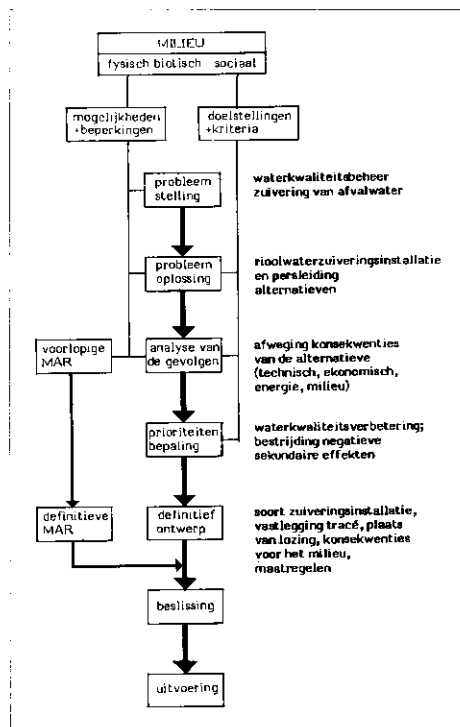 MILIEU
fysisch biotisch sociaal
mogelijkheden
+beperkingen
doelstellingen
+kriteria
probleem
stelling
waterkwaliteitsbeheer
zuivering van afvalwater
probleem
oplossing
rioolwaterzuiveringsinstallatie
en persleiding
alternatieven
voorlopige
MAR
analyse van
de gevolgen
afweging konsekwenties
van de alternatieve
(technisch, ekonomisch,
energie, milieu)
prioriteiten
bepaling
waterkwaliteitsverbetering;
bestrijding negatieve
sekundaire effekten
definitieve
MAR
definitief
ontwerp
soort zuiveringsinstallatie,
vastlegging tracé, plaats
van lozing, konsekwenties
voor het milieu,
maatregelen
beslissing
uitvoering